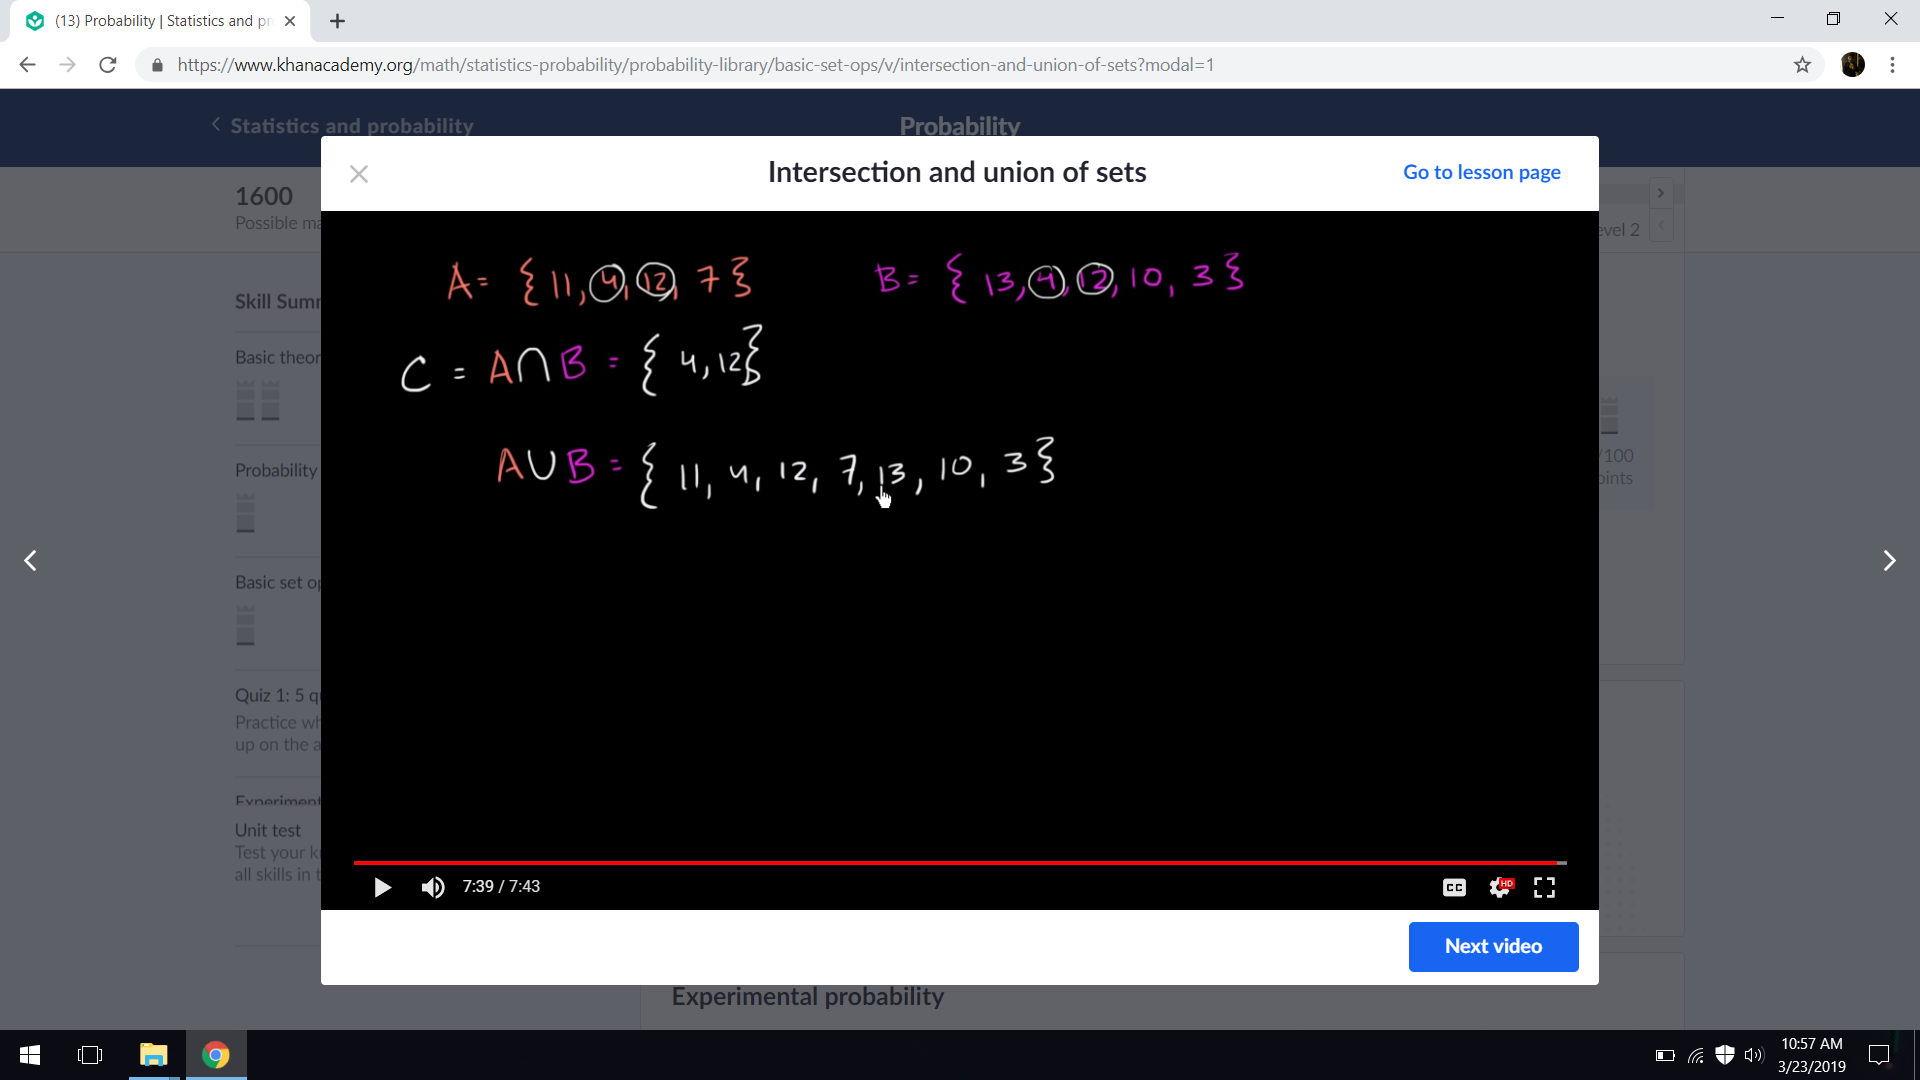 (13) Probability | Statistics and pr
https://www.khanacademy.org/math/statistics-probability/probability-library/basic-set-ops/v/intersection-and-union-of-sets?modal=1
Statistics and probability
Probability
Intersection and union of sets
Go to lesson page
1600
Possible ma
evel 2
A = { 11, 4, 12, 7 }
B = { 13, 4, 12, 10, 3 }
Skill Summ
Basic theor
C = A∩B = { 4, 12 }
Probability
A∪B = { 11, 4, 12, 7, 13, 10, 3 }
/100
oints
Basic set op
Quiz 1: 5 qu
Practice wh
up on the a
Experiment
Unit test
Test your k
all skills in t
7:39 / 7:43
CC
HD
Next video
Experimental probability
10:57 AM
3/23/2019